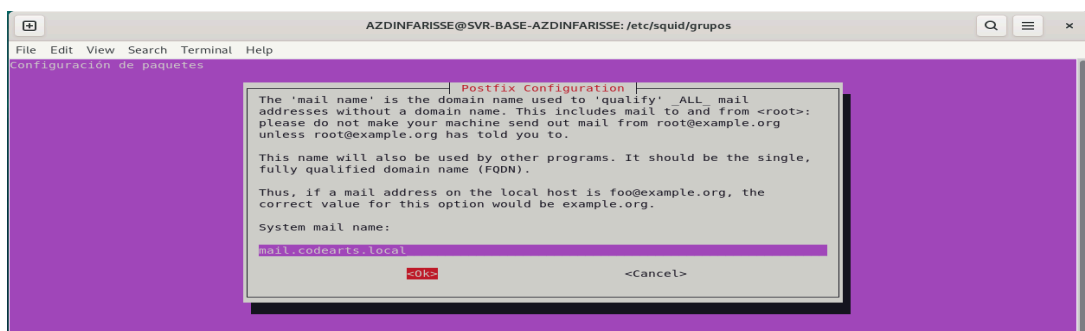 AZDINFARISSE@SVR-BASE-AZDINFARISSE: /etc/squid/grupos
File Edit View Search Terminal Help
Configuración de paquetes
Postfix Configuration
The 'mail name' is the domain name used to 'qualify' _ALL_ mail
addresses without a domain name. This includes mail to and from <root>:
please do not make your machine send out mail from root@example.org
unless root@example.org has told you to.
This name will also be used by other programs. It should be the single,
fully qualified domain name (FQDN).
Thus, if a mail address on the local host is foo@example.org, the
correct value for this option would be example.org.
System mail name:
mail.codearts.local
<Ok> <Cancel>